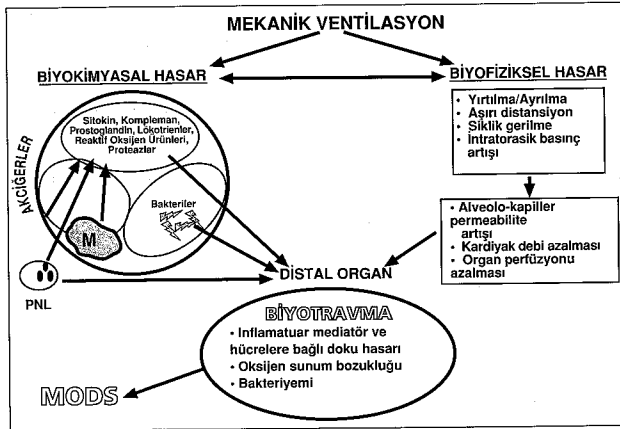 MEKANİK VENTİLASYON
BİYOKİMYASAL HASAR
BİYOFİZİKSEL HASAR
Sitokin, Kompleman,
Prostoglandin, Lökotrienler,
Reaktif Oksijen Ürünleri,
Proteazlar
AKCİĞERLER
Bakteriler
M
PNL
• Yırtılma/Ayrılma
• Aşırı distansiyon
• Siklik gerilme
• İntratorasik basınç
artışı
• Alveolo-kapiller
permeabilite
artışı
• Kardiyak debi azalması
• Organ perfüzyonu
azalması
DİSTAL ORGAN
BİYOTRAVMA
• Inflamatuar mediatör ve
hücrelere bağlı doku hasarı
• Oksijen sunum bozukluğu
• Bakteriyemi
MODS